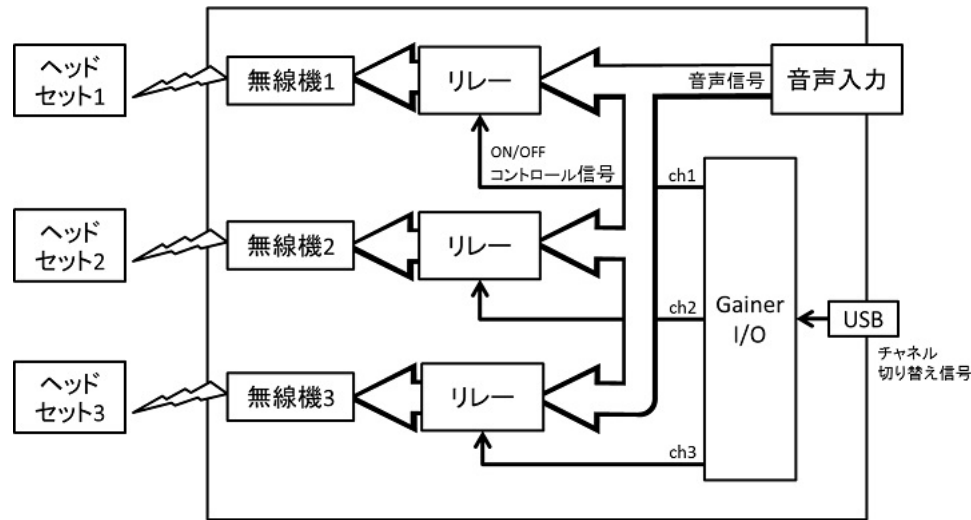 ヘッド
セット1
無線機1
リレー
音声信号
音声入力
ON/OFF
コントロール信号
ch1
ヘッド
セット2
無線機2
リレー
ch2
Gainer
I/O
USB
チャネル
切り替え信号
ヘッド
セット3
無線機3
リレー
ch3